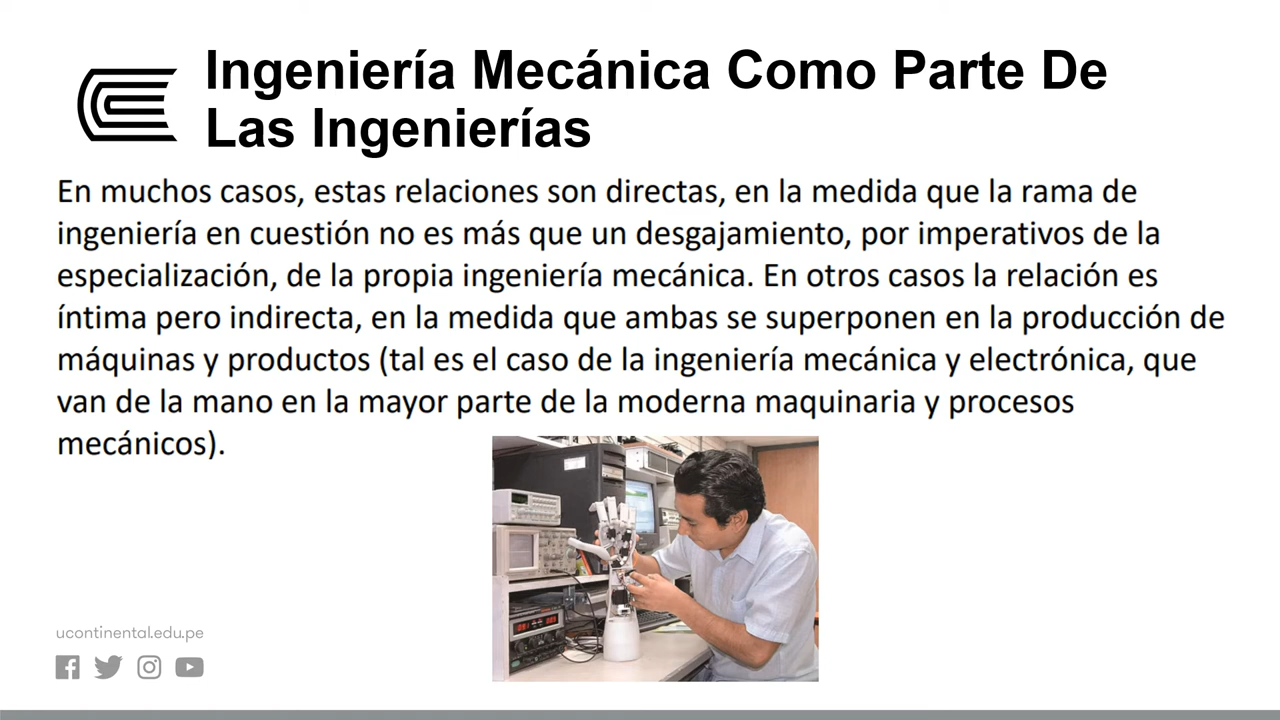 Ingeniería Mecánica Como Parte De
Las Ingenierías
En muchos casos, estas relaciones son directas, en la medida que la rama de
ingeniería en cuestión no es más que un desgajamiento, por imperativos de la
especialización, de la propia ingeniería mecánica. En otros casos la relación es
íntima pero indirecta, en la medida que ambas se superponen en la producción de
máquinas y productos (tal es el caso de la ingeniería mecánica y electrónica, que
van de la mano en la mayor parte de la moderna maquinaria y procesos
mecánicos).
ucontinental.edu.pe